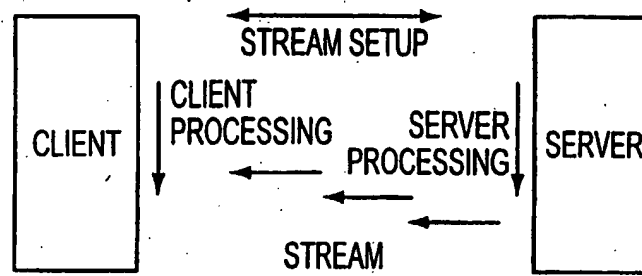 STREAM SETUP
CLIENT
PROCESSING
CLIENT
SERVER
PROCESSING
SERVER
STREAM